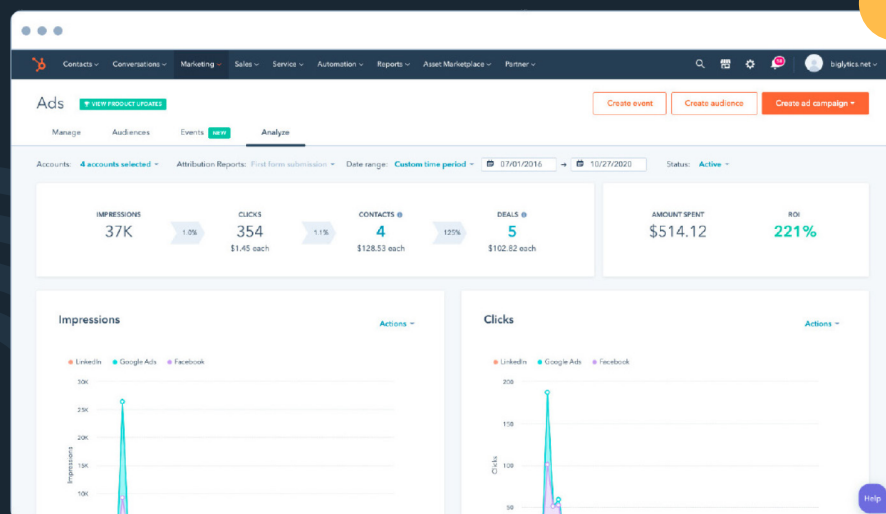 Contacts Conversations Marketing Sales Service Automation Reports Asset Marketplace Partner biglytics.net
Ads VIEW PRODUCT UPDATES Create event Create audience Create ad campaign
Manage Audiences Events NEW Analyze
Accounts: 4 accounts selected Attribution Reports: First form submission Date range: Custom time period 07/01/2016 → 10/27/2020 Status: Active
IMPRESSIONS CLICKS CONTACTS DEALS AMOUNT SPENT ROI
37K 1.0% 354 1.1% 4 125% 5 $514.12 221%
$1.45 each $128.53 each $102.82 each
Impressions Actions
LinkedIn Google Ads Facebook
30K
25K
20K
15K
10K
Impressions
Clicks Actions
LinkedIn Google Ads Facebook
200
150
100
50
Clicks
Help